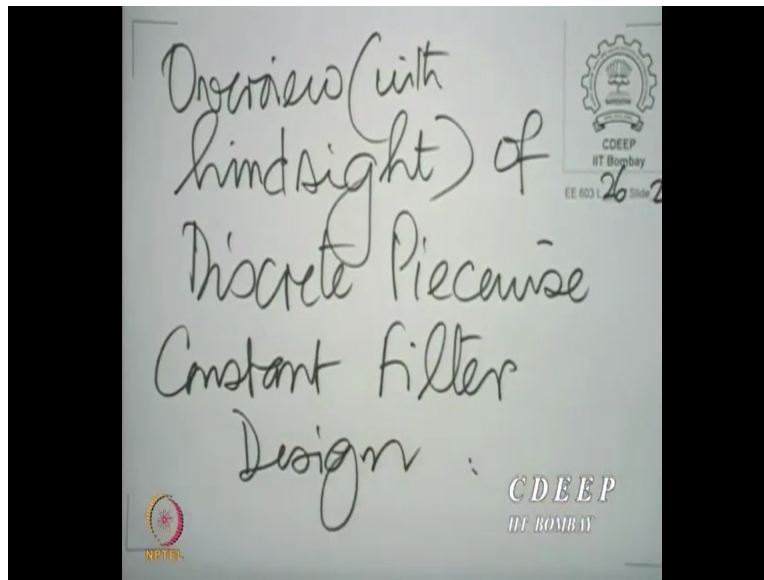 Overview (with
hindsight) of
Discrete Piecewise
Constant Filter
Design :
CDEEP
IIT Bombay
EE 603 L 26 Slide 2
CDEEP
IIT BOMBAY
NPTEL